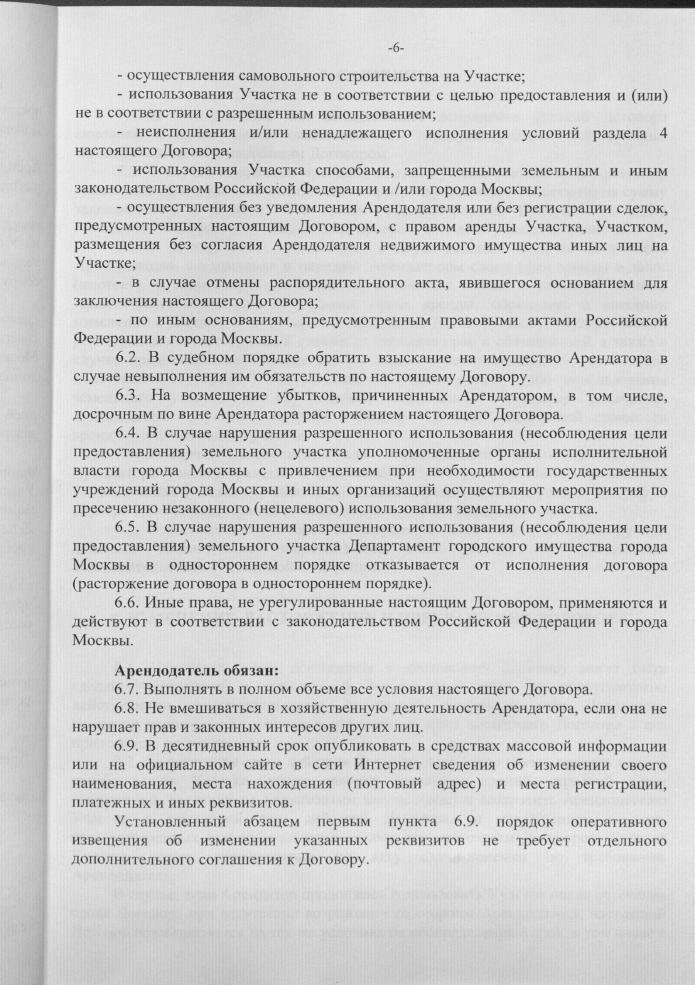 -6-
- осуществления самовольного строительства на Участке;
- использования Участка не в соответствии с целью предоставления и (или)
не в соответствии с разрешенным использованием;
- неисполнения и/или ненадлежащего исполнения условий раздела 4
настоящего Договора;
- использования Участка способами, запрещенными земельным и иным
законодательством Российской Федерации и /или города Москвы;
- осуществления без уведомления Арендодателя или без регистрации сделок,
предусмотренных настоящим Договором, с правом аренды Участка, Участком,
размещения без согласия Арендодателя недвижимого имущества иных лиц на
Участке;
- в случае отмены распорядительного акта, явившегося основанием для
заключения настоящего Договора;
- по иным основаниям, предусмотренным правовыми актами Российской
Федерации и города Москвы.
6.2. В судебном порядке обратить взыскание на имущество Арендатора в
случае невыполнения им обязательств по настоящему Договору.
6.3. На возмещение убытков, причиненных Арендатором, в том числе,
досрочным по вине Арендатора расторжением настоящего Договора.
6.4. В случае нарушения разрешенного использования (несоблюдения цели
предоставления) земельного участка уполномоченные органы исполнительной
власти города Москвы с привлечением при необходимости государственных
учреждений города Москвы и иных организаций осуществляют мероприятия по
пресечению незаконного (нецелевого) использования земельного участка.
6.5. В случае нарушения разрешенного использования (несоблюдения цели
предоставления) земельного участка Департамент городского имущества города
Москвы в одностороннем порядке отказывается от исполнения договора
(расторжение договора в одностороннем порядке).
6.6. Иные права, не урегулированные настоящим Договором, применяются и
действуют в соответствии с законодательством Российской Федерации и города
Москвы.
Арендодатель обязан:
6.7. Выполнять в полном объеме все условия настоящего Договора.
6.8. Не вмешиваться в хозяйственную деятельность Арендатора, если она не
нарушает прав и законных интересов других лиц.
6.9. В десятидневный срок опубликовать в средствах массовой информации
или на официальном сайте в сети Интернет сведения об изменении своего
наименования, места нахождения (почтовый адрес) и места регистрации,
платежных и иных реквизитов.
Установленный абзацем первым пункта 6.9. порядок оперативного
извещения об изменении указанных реквизитов не требует отдельного
дополнительного соглашения к Договору.